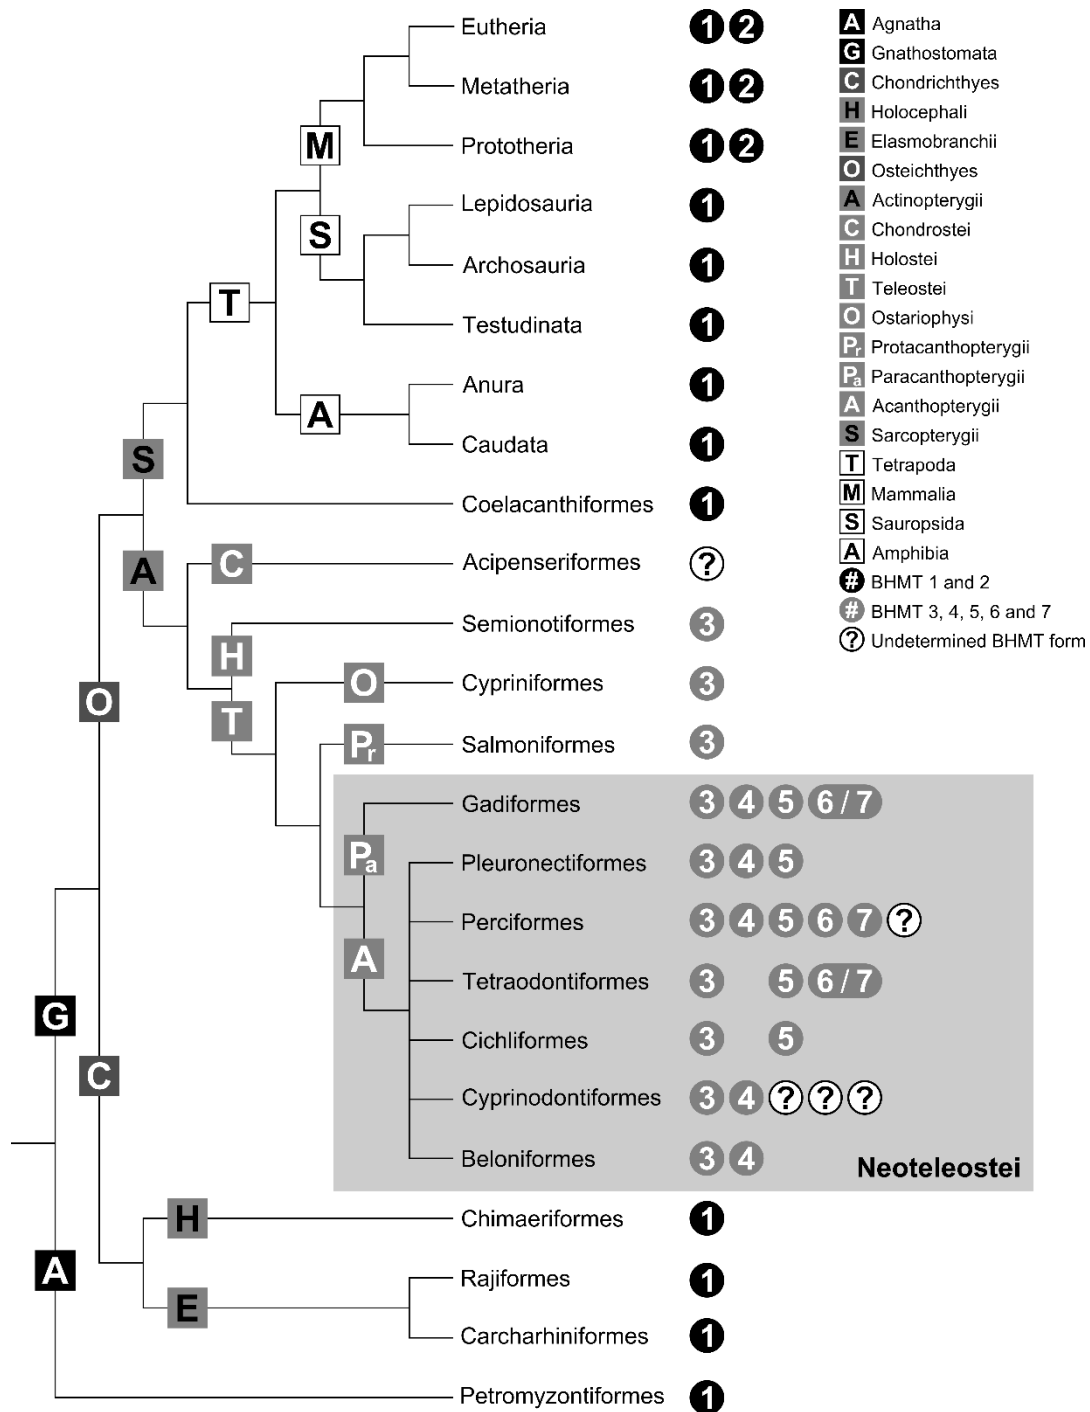 Eutheria 1 2
Metatheria 1 2
M
Prototheria 1 2
Lepidosauria 1
S
Archosauria 1
T
Testudinata 1
Anura 1
A
Caudata 1
S
Coelacanthiformes 1
A
C Acipenseriformes ?
Semionotiformes 3
H
O
O Cypriniformes 3
T
Pr Salmoniformes 3
Gadiformes 3 4 5 6 / 7
Pa
Pleuronectiformes 3 4 5
Perciformes 3 4 5 6 7 ?
A
Tetraodontiformes 3 5 6 / 7
G
Cichliformes 3 5
C
Cyprinodontiformes 3 4 ? ? ?
Beloniformes 3 4
Neoteleostei
H Chimaeriformes 1
A
Rajiformes 1
E
Carcharhiniformes 1
Petromyzontiformes 1
A Agnatha
G Gnathostomata
C Chondrichthyes
H Holocephali
E Elasmobranchii
O Osteichthyes
A Actinopterygii
C Chondrostei
H Holostei
T Teleostei
O Ostariophysi
Pr Protacanthopterygii
Pa Paracanthopterygii
A Acanthopterygii
S Sarcopterygii
T Tetrapoda
M Mammalia
S Sauropsida
A Amphibia
# BHMT 1 and 2
# BHMT 3, 4, 5, 6 and 7
? Undetermined BHMT form